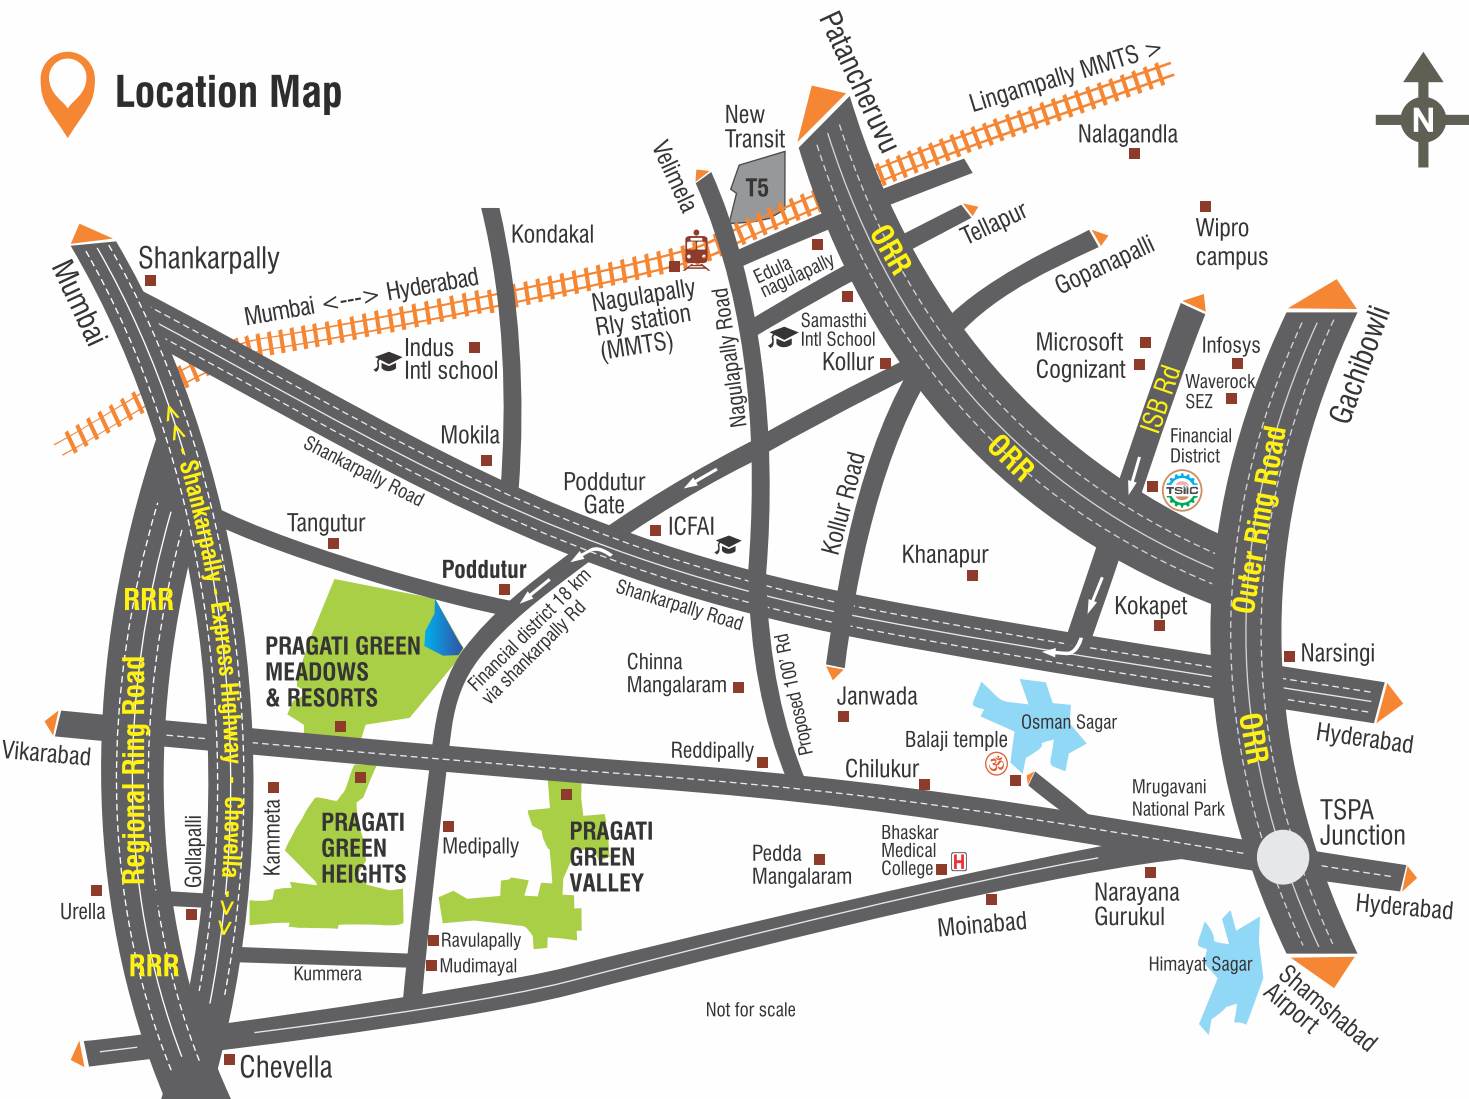 Location Map
N
Patancheruvu
Lingampally MMTS >
Nalagandla
New
Transit
T5
Velimela
Wipro
campus
Kondakal
Tellapur
Gopanapalli
ORR
Shankarpally
Mumbai
Mumbai <---> Hyderabad
Edula
nagulapally
Nagulapally
Rly station
(MMTS)
Nagulapally Road
Samasthi
Intl School
Kollur
Indus
Intl school
Microsoft
Cognizant
Infosys
Waverock
SEZ
ISB Rd
Gachibowii
Financial
District
TSiiC
Mokila
Shankarpally Road
Poddutur
Gate
ICFAI
Kollur Road
ORR
Outer Ring Road
Khanapur
Kokapet
Tangutur
Poddutur
Financial district 18 km
via shankarpally Rd
Shankarpally Road
<< - Shankarpally - Express Highway - Chevella - >>
RRR
Regional Ring Road
PRAGATI GREEN
MEADOWS
& RESORTS
Chinna
Mangalaram
Proposed 100' Rd
Janwada
Osman Sagar
Narsingi
Hyderabad
ORR
Vikarabad
Reddipally
Balaji temple
ॐ
Chilukur
Mrugavani
National Park
TSPA
Junction
Kammeta
Gollapalli
PRAGATI
GREEN
HEIGHTS
Medipally
PRAGATI
GREEN
VALLEY
Pedda
Mangalaram
Bhaskar
Medical
College
H
Narayana
Gurukul
Hyderabad
Urella
Moinabad
Ravulapally
Mudimayal
Kummera
RRR
Himayat Sagar
Shamshabad
Airport
Not for scale
Chevella